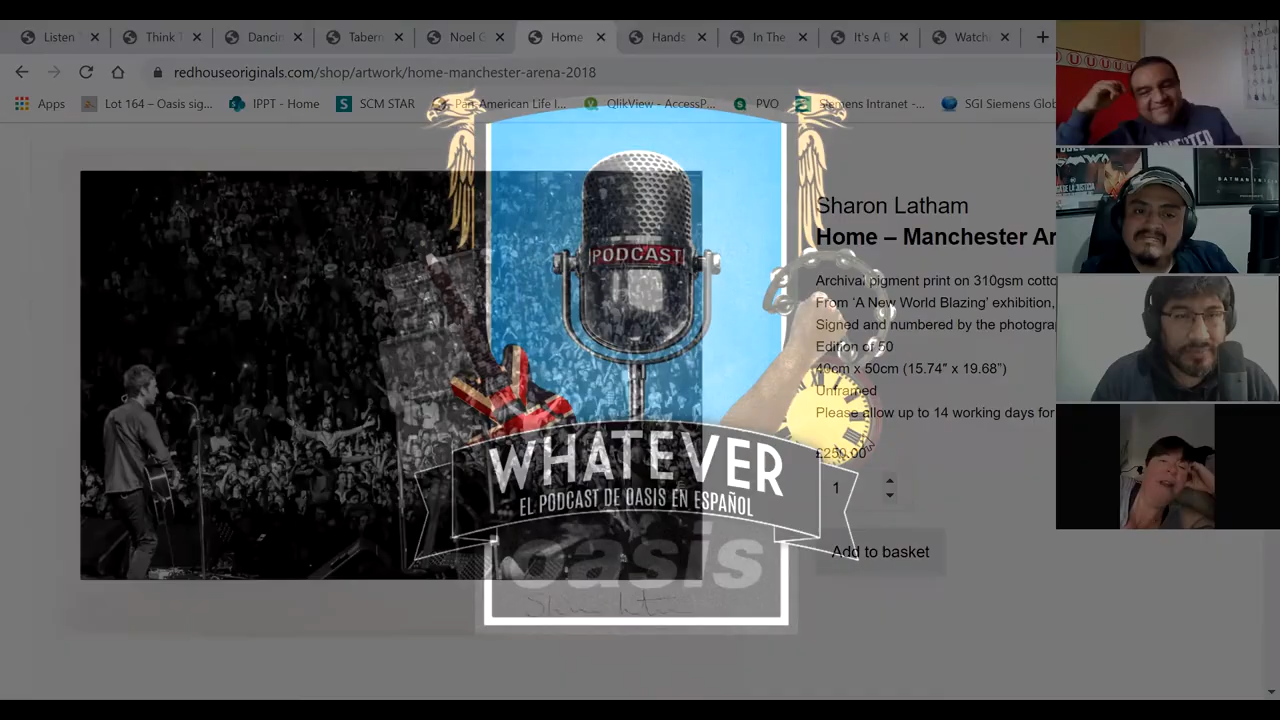 Listen
Think T
Dancin
Tabern
Noel G
Home
Hands
In The
It's A B
Watch
redhouseoriginals.com/shop/artwork/home-manchester-arena-2018
Apps
Lot 164 – Oasis sig...
IPPT - Home
S
SCM STAR
Pan-American Life I...
QlikView - AccessP...
PVO
Siemens Intranet -...
SGI Siemens Glob
Sharon Latham
Home – Manchester Ar
Archival pigment print on 310gsm cotto
From 'A New World Blazing' exhibition,
Signed and numbered by the photogra
Edition of 50
40cm x 50cm (15.74″ x 19.68″)
Unframed
Please allow up to 14 working days for
£250.00
1
Add to basket
PODCAST
WHATEVER
EL PODCAST DE OASIS EN ESPAÑOL
oasis
BATMAN